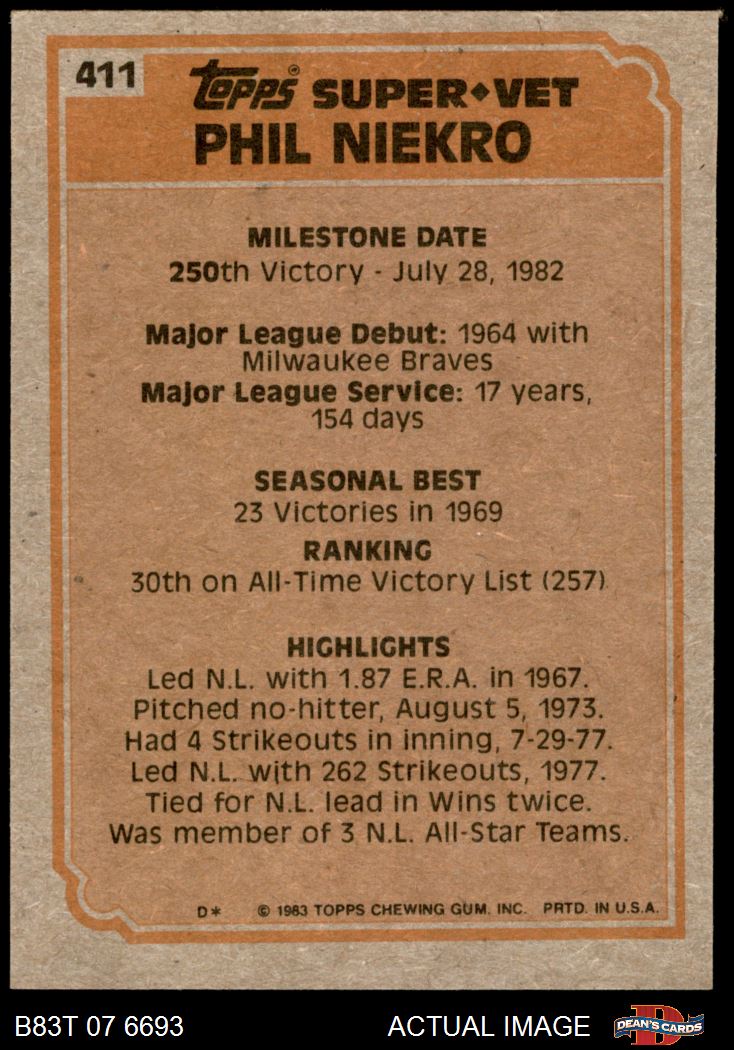 411
Topps® SUPER◆VET
PHIL NIEKRO
MILESTONE DATE
250th Victory - July 28, 1982
Major League Debut: 1964 with
Milwaukee Braves
Major League Service: 17 years,
154 days
SEASONAL BEST
23 Victories in 1969
RANKING
30th on All-Time Victory List (257)
HIGHLIGHTS
Led N.L. with 1.87 E.R.A. in 1967.
Pitched no-hitter, August 5, 1973.
Had 4 Strikeouts in inning, 7-29-77.
Led N.L. with 262 Strikeouts, 1977.
Tied for N.L. lead in Wins twice.
Was member of 3 N.L. All-Star Teams.
D* © 1983 TOPPS CHEWING GUM, INC. PRTD. IN U.S.A.
B83T 07 6693 ACTUAL IMAGE D DEAN'S CARDS